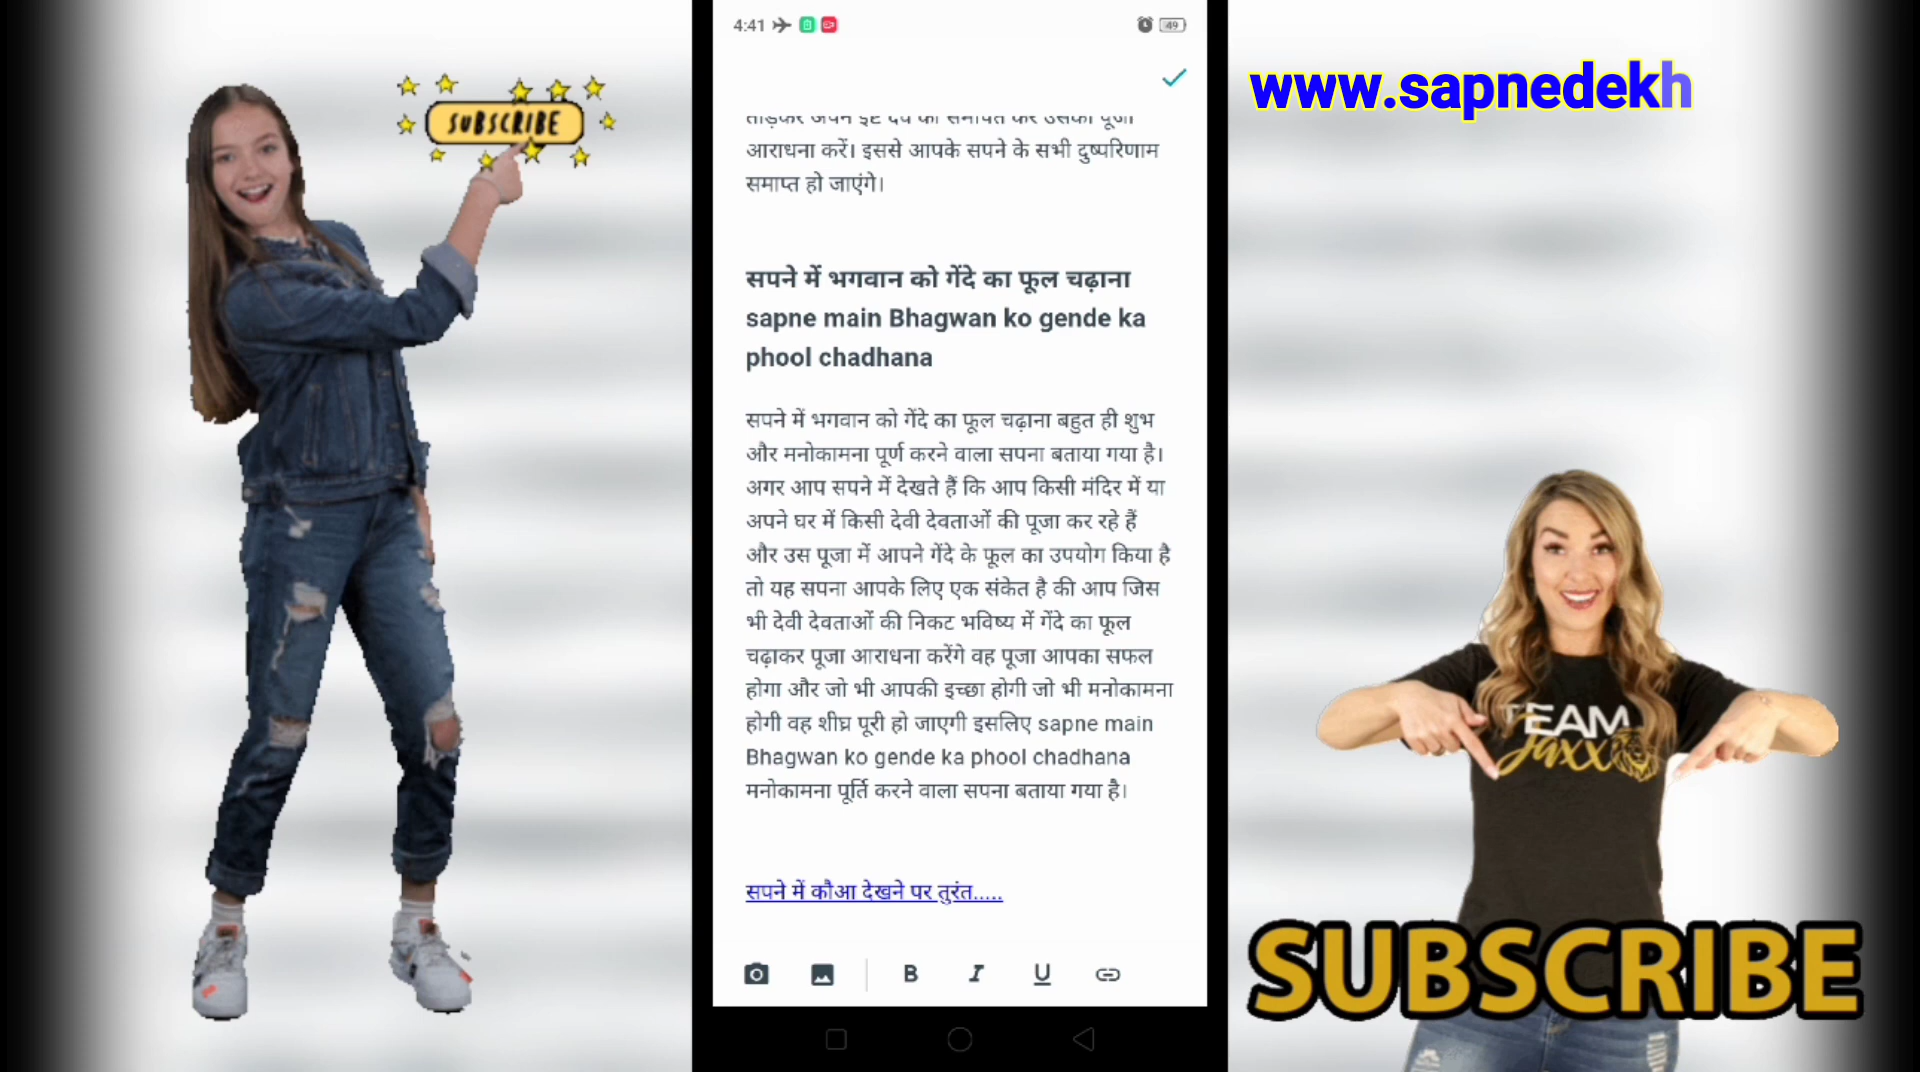 4:41
49
SUBSCRIBE
www.sapnedekh
आराधना करें। इससे आपके सपने के सभी दुष्परिणाम
समाप्त हो जाएंगे।
सपने में भगवान को गेंदे का फूल चढ़ाना
sapne main Bhagwan ko gende ka
phool chadhana
सपने में भगवान को गेंदे का फूल चढ़ाना बहुत ही शुभ
और मनोकामना पूर्ण करने वाला सपना बताया गया है।
अगर आप सपने में देखते हैं कि आप किसी मंदिर में या
अपने घर में किसी देवी देवताओं की पूजा कर रहे हैं
और उस पूजा में आपने गेंदे के फूल का उपयोग किया है
तो यह सपना आपके लिए एक संकेत है की आप जिस
भी देवी देवताओं की निकट भविष्य में गेंदे का फूल
चढ़ाकर पूजा आराधना करेंगे वह पूजा आपका सफल
होगा और जो भी आपकी इच्छा होगी जो भी मनोकामना
होगी वह शीघ्र पूरी हो जाएगी इसलिए sapne main
Bhagwan ko gende ka phool chadhana
मनोकामना पूर्ति करने वाला सपना बताया गया है।
सपने में कौआ देखने पर तुरंत.....
B I U
TEAM
Jaxx
SUBSCRIBE